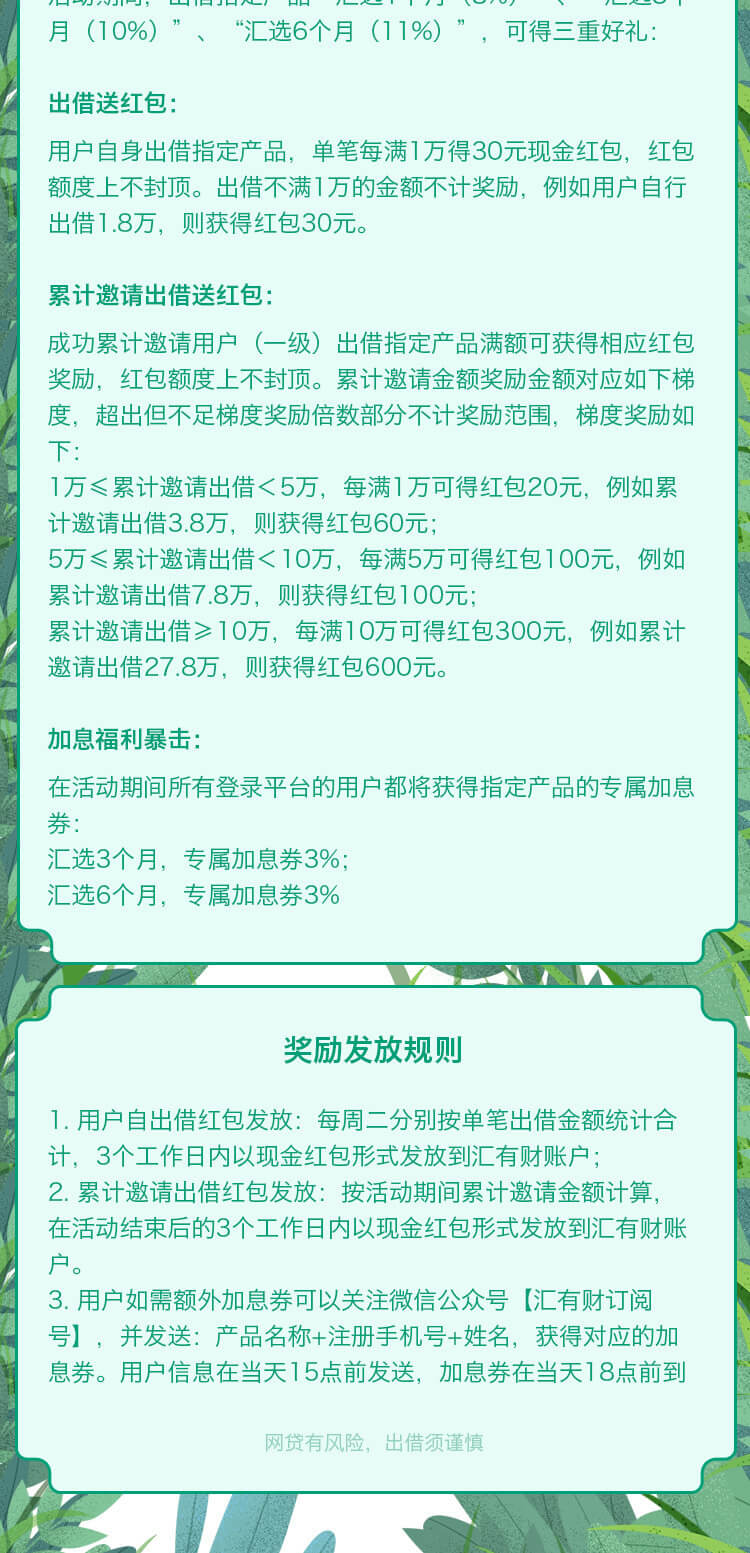 月（10%）”、“汇选6个月（11%）”，可得三重好礼：
出借送红包：
用户自身出借指定产品，单笔每满1万得30元现金红包，红包
额度上不封顶。出借不满1万的金额不计奖励，例如用户自行
出借1.8万，则获得红包30元。
累计邀请出借送红包：
成功累计邀请用户（一级）出借指定产品满额可获得相应红包
奖励，红包额度上不封顶。累计邀请金额奖励金额对应如下梯
度，超出但不足梯度奖励倍数部分不计奖励范围，梯度奖励如
下：
1万≤累计邀请出借＜5万，每满1万可得红包20元，例如累
计邀请出借3.8万，则获得红包60元；
5万≤累计邀请出借＜10万，每满5万可得红包100元，例如
累计邀请出借7.8万，则获得红包100元；
累计邀请出借≥10万，每满10万可得红包300元，例如累计
邀请出借27.8万，则获得红包600元。
加息福利暴击：
在活动期间所有登录平台的用户都将获得指定产品的专属加息
券：
汇选3个月，专属加息券3%；
汇选6个月，专属加息券3%
奖励发放规则
1. 用户自出借红包发放：每周二分别按单笔出借金额统计合
计，3个工作日内以现金红包形式发放到汇有财账户；
2. 累计邀请出借红包发放：按活动期间累计邀请金额计算，
在活动结束后的3个工作日内以现金红包形式发放到汇有财账
户。
3. 用户如需额外加息券可以关注微信公众号【汇有财订阅
号】，并发送：产品名称+注册手机号+姓名，获得对应的加
息券。用户信息在当天15点前发送，加息券在当天18点前到
网贷有风险，出借须谨慎